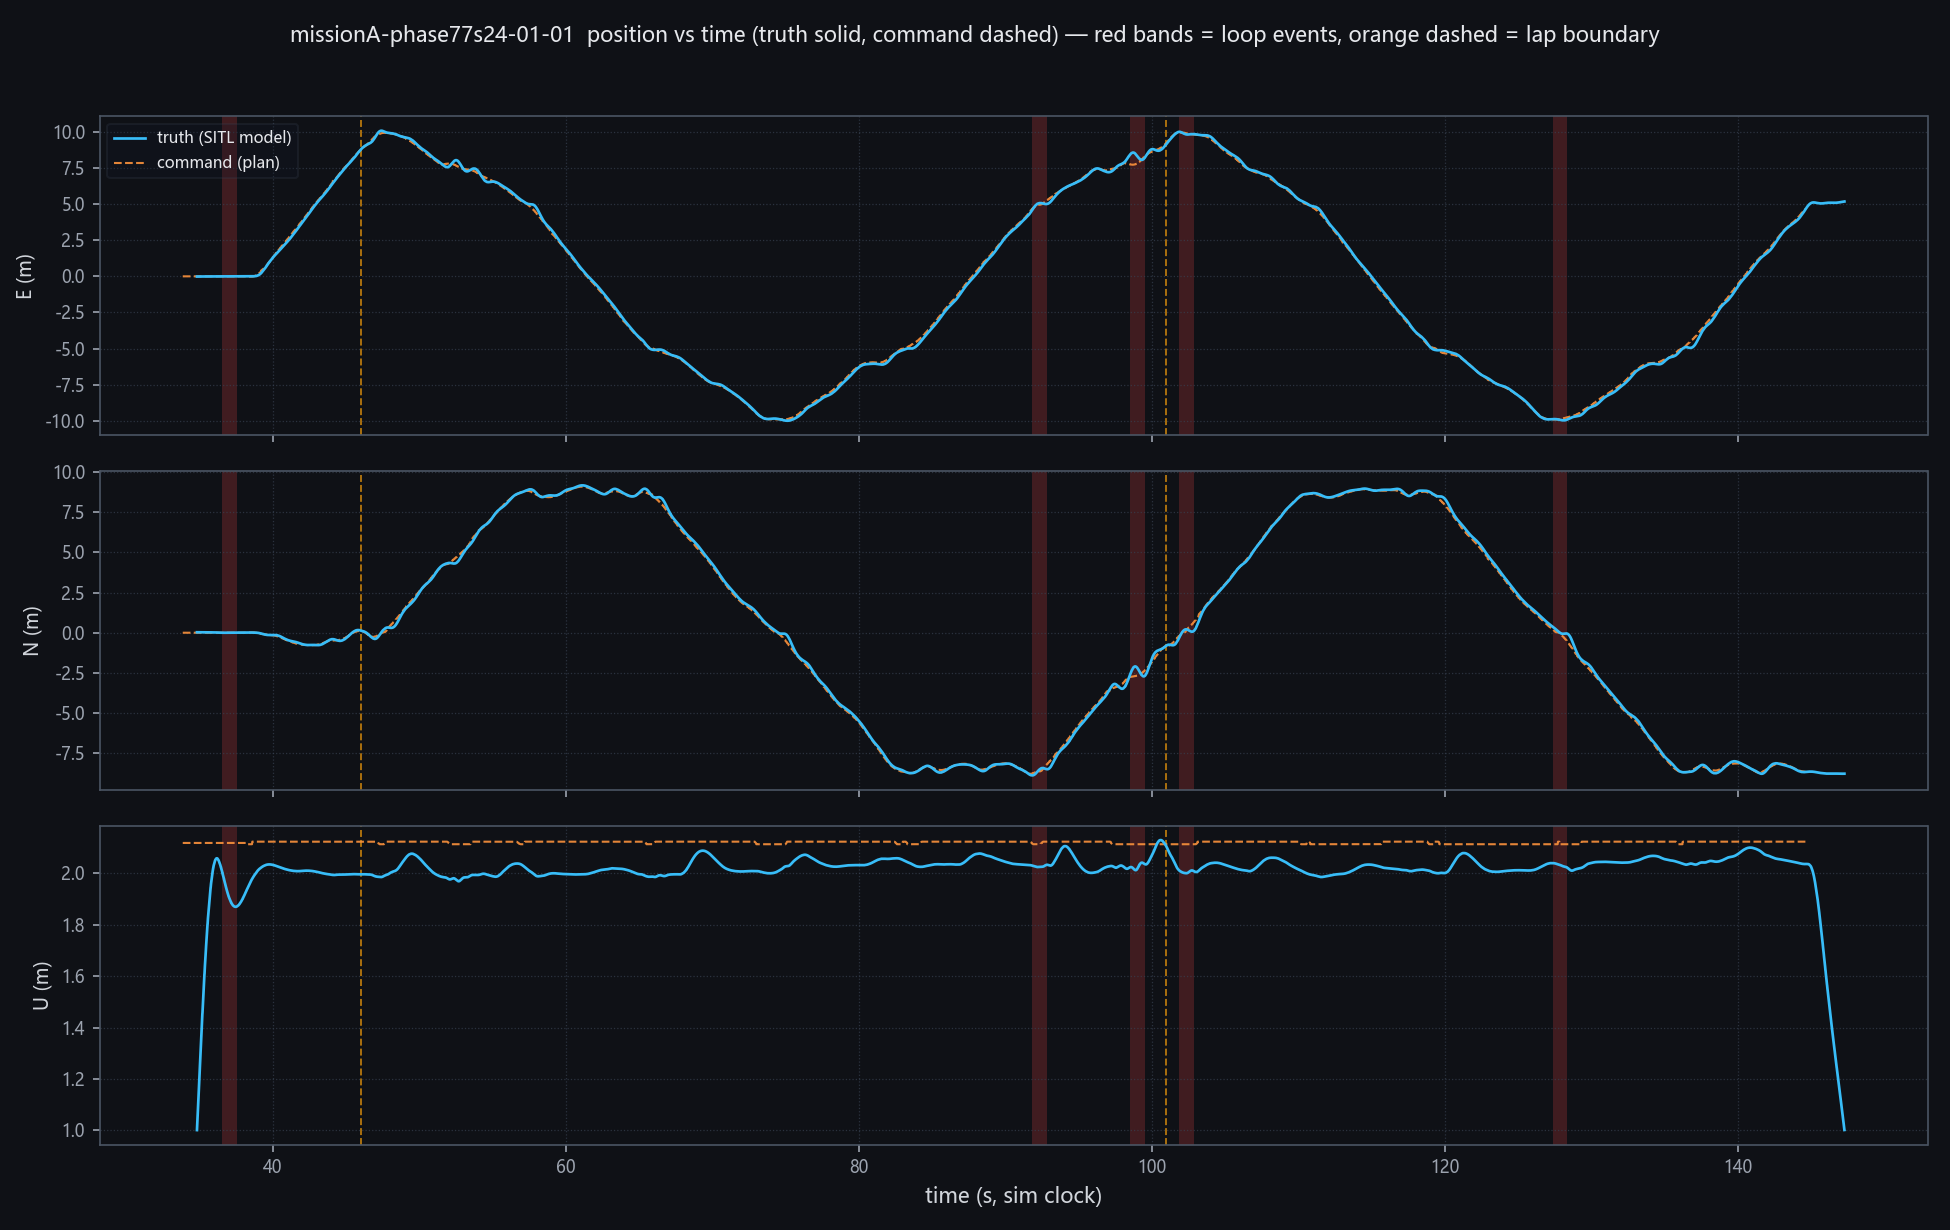 missionA-phase77s24-01-01  position vs time (truth solid, command dashed) — red bands = loop events, orange dashed = lap boundary
truth (SITL model)
command (plan)
E (m)
10.0
7.5
5.0
2.5
0.0
-2.5
-5.0
-7.5
-10.0
N (m)
10.0
7.5
5.0
2.5
0.0
-2.5
-5.0
-7.5
U (m)
2.0
1.8
1.6
1.4
1.2
1.0
40 60 80 100 120 140
time (s, sim clock)